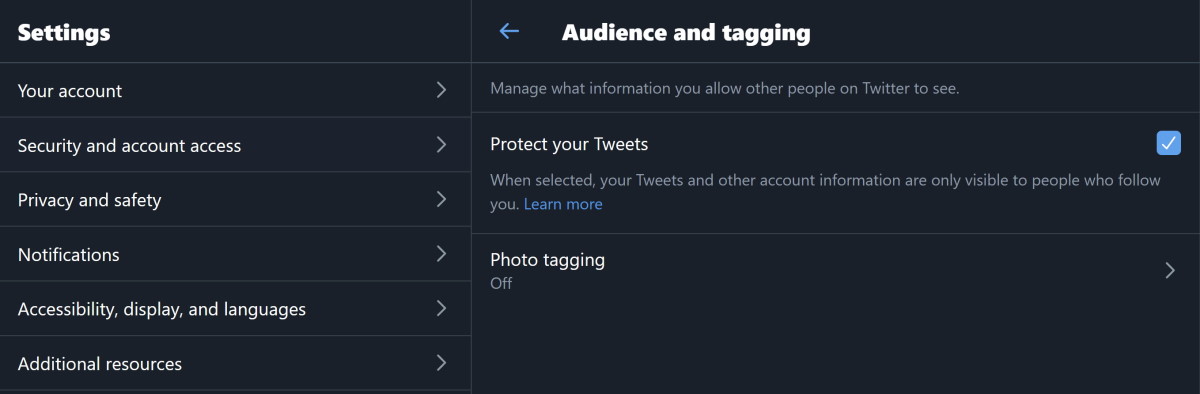 Settings
Your account
Security and account access
Privacy and safety
Notifications
Accessibility, display, and languages
Additional resources
Audience and tagging
Manage what information you allow other people on Twitter to see.
Protect your Tweets
When selected, your Tweets and other account information are only visible to people who follow
you. Learn more
Photo tagging
Off